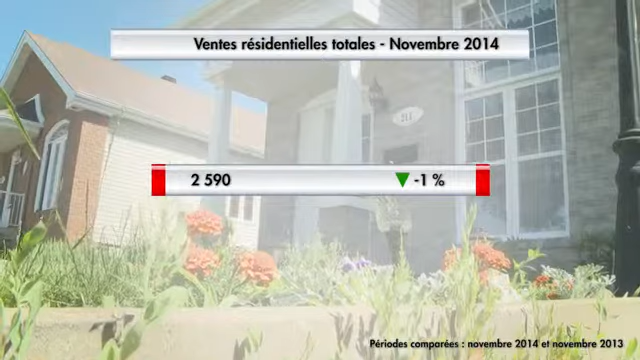 Ventes résidentielles totales - Novembre 2014
2 590 -1 %
Périodes comparées : novembre 2014 et novembre 2013